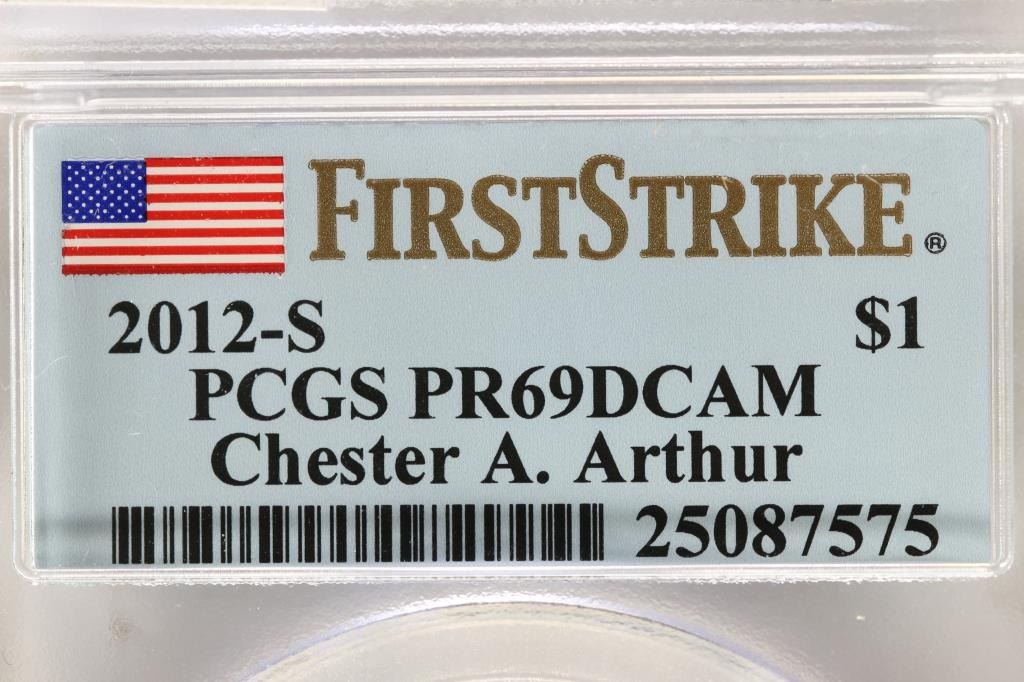 FIRSTSTRIKE®
2012-S $1
PCGS PR69DCAM
Chester A. Arthur
25087575